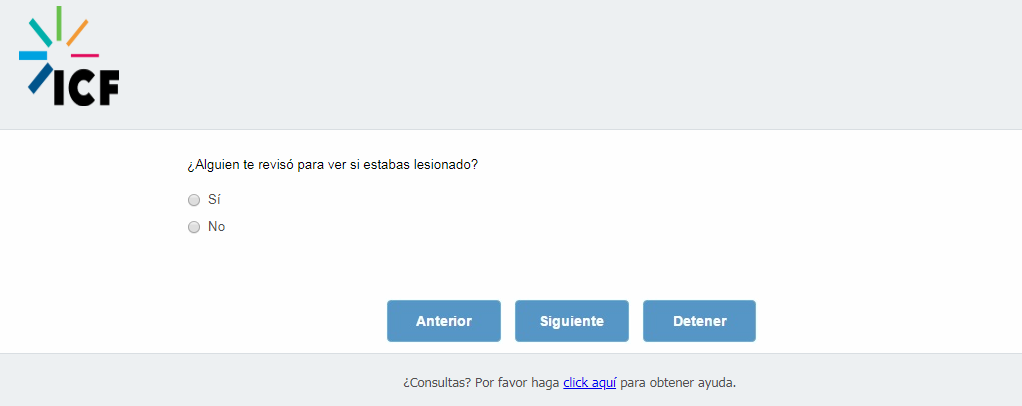 ICF
¿Alguien te revisó para ver si estabas lesionado?
Sí
No
Anterior Siguiente Detener
¿Consultas? Por favor haga click aquí para obtener ayuda.